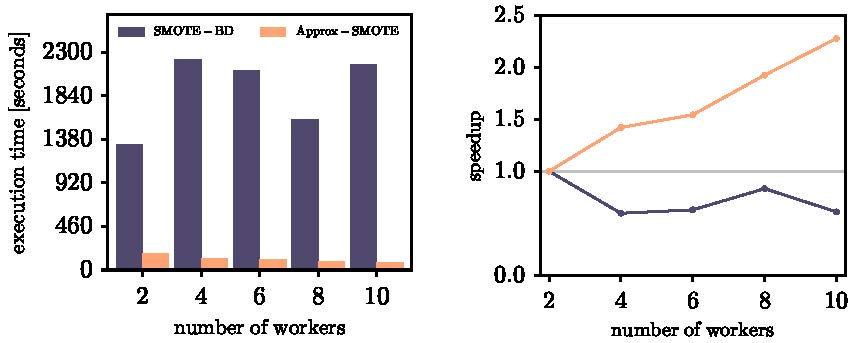 SMOTE – BD
Approx – SMOTE
execution time [seconds]
2300
1840
1380
920
460
0
2 4 6 8 10
number of workers
speedup
2.5
2.0
1.5
1.0
0.0
2 4 6 8 10
number of workers